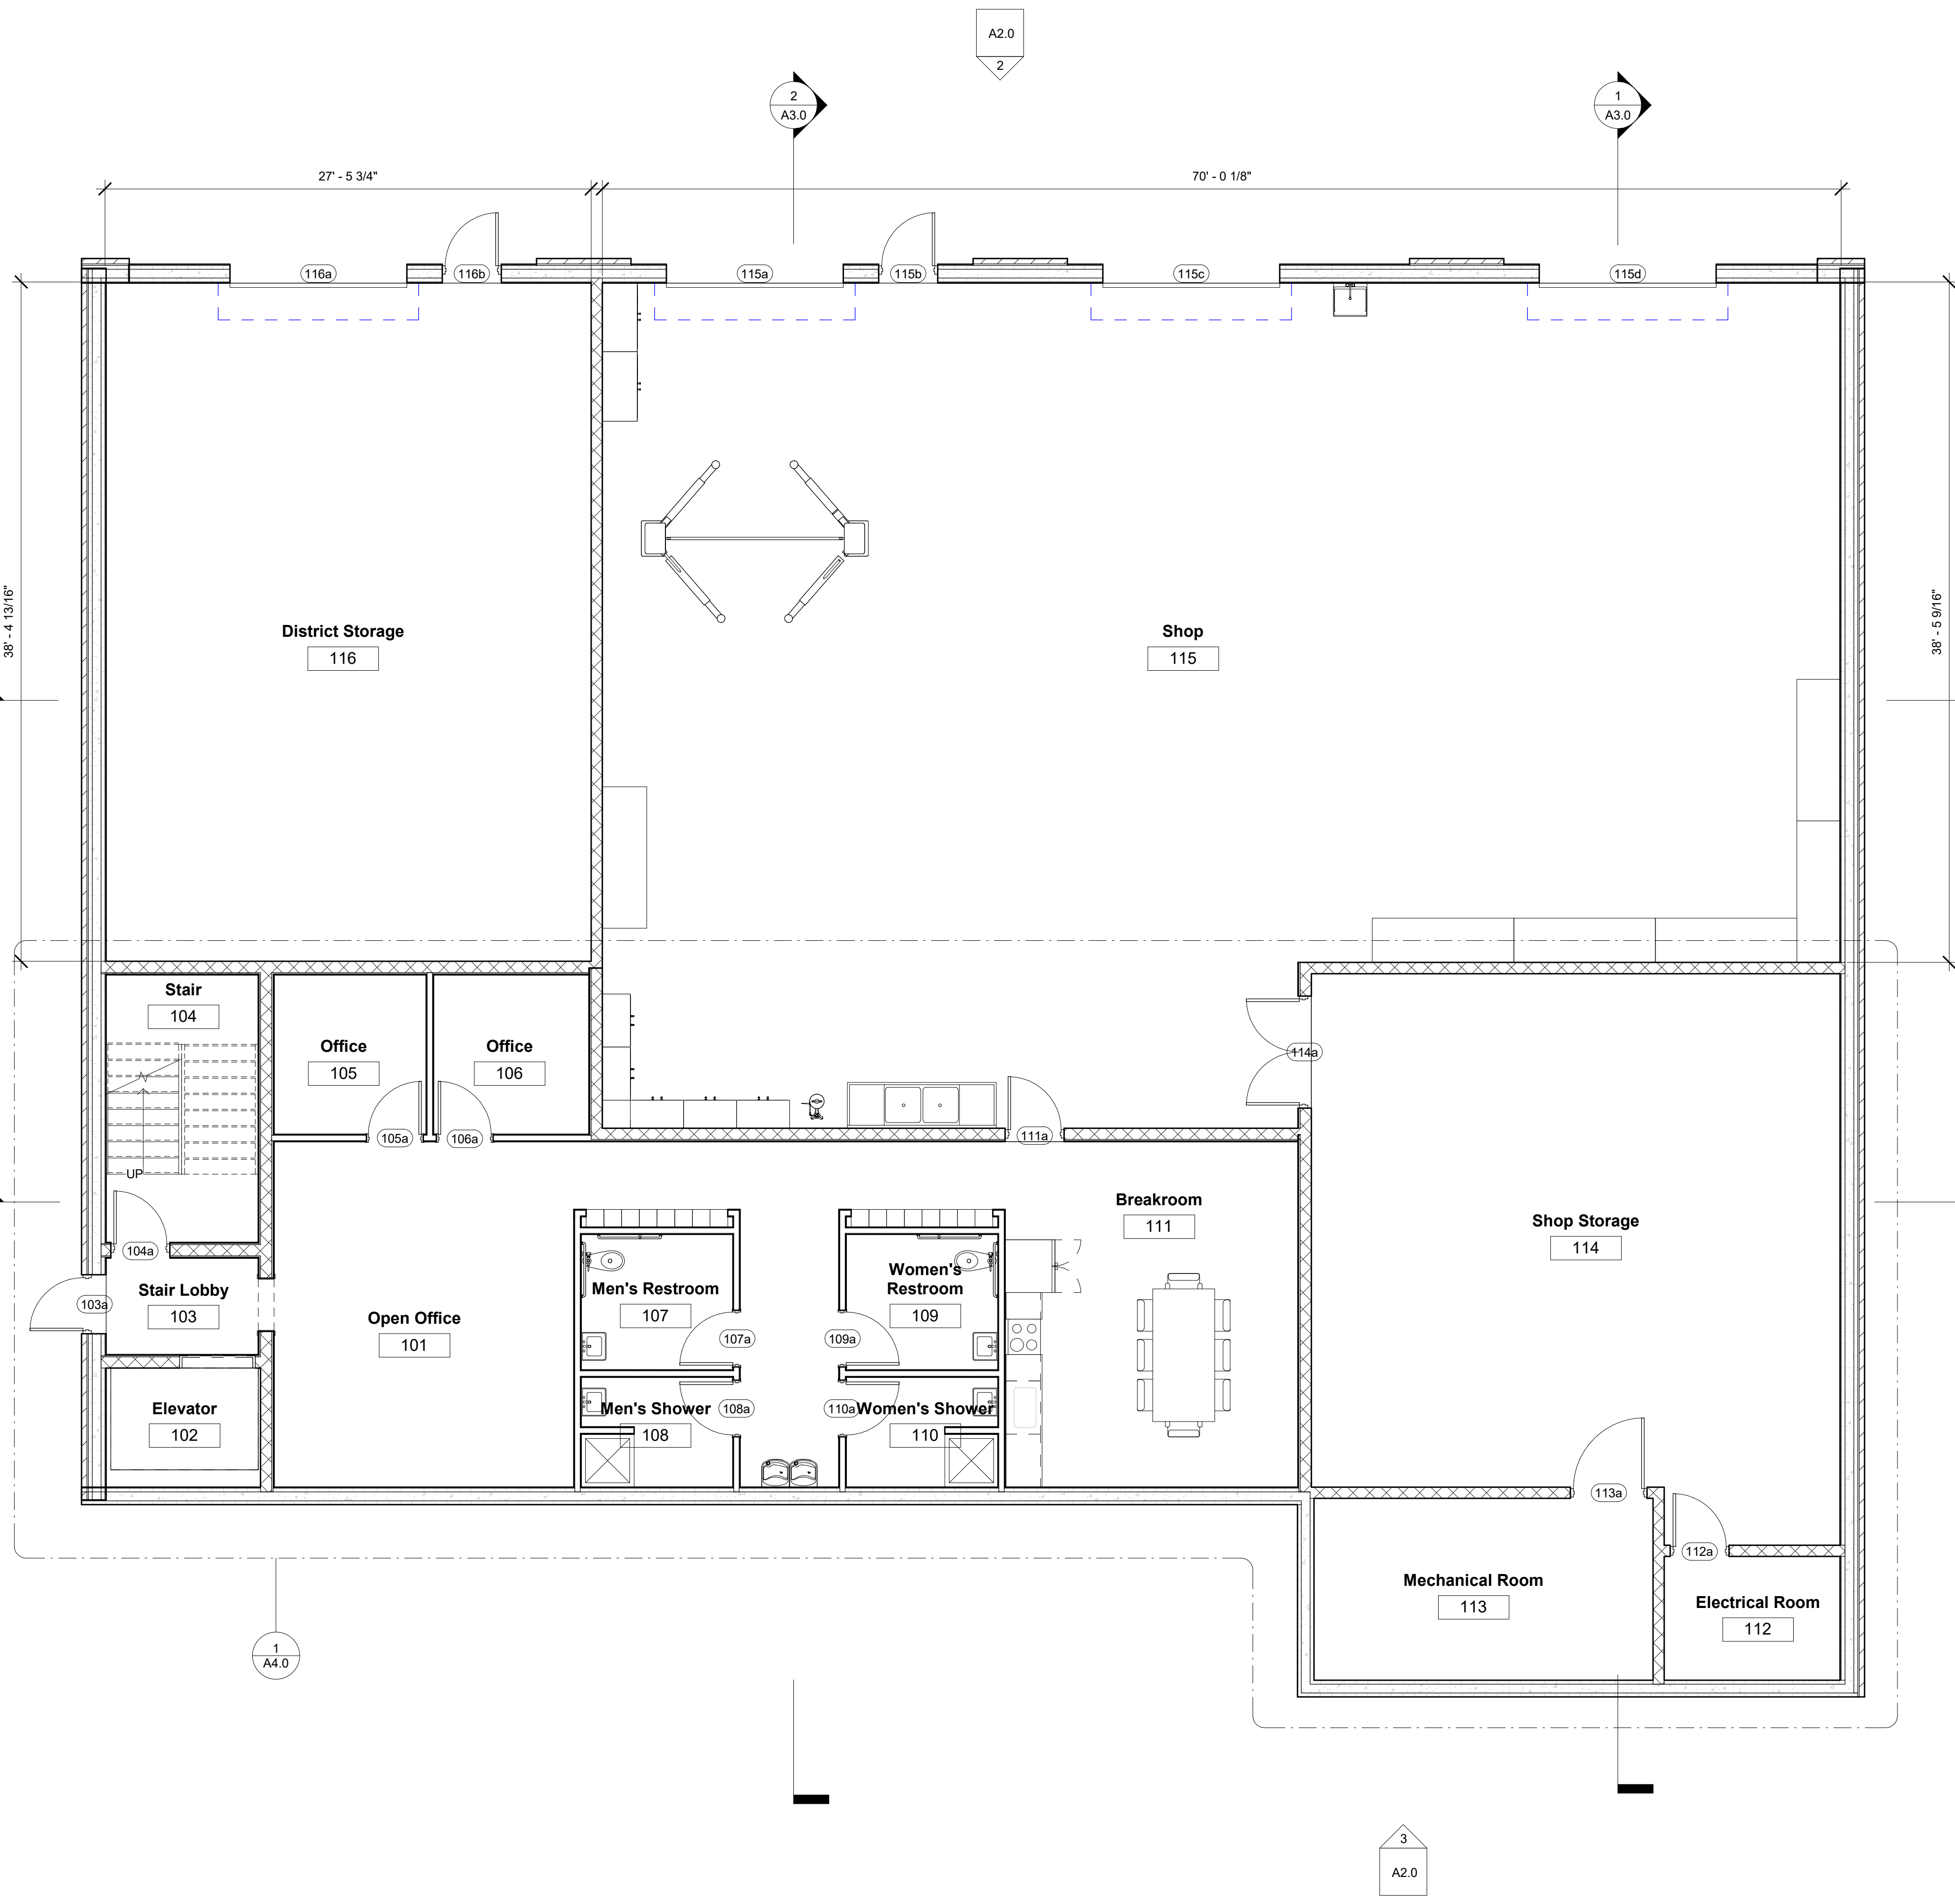 A2.0
2
2
A3.0
1
A3.0
27' - 5 3/4"
70' - 0 1/8"
116a
116b
115a
115b
115c
115d
38' - 4 13/16"
38' - 5 9/16"
District Storage
116
Shop
115
Stair
104
Office
105
Office
106
114a
105a
106a
111a
UP
Breakroom
111
Shop Storage
114
104a
Stair Lobby
103
103a
Open Office
101
Men's Restroom
107
107a
Women's
Restroom
109
109a
Elevator
102
Men's Shower
108
108a
110a
Women's Shower
110
113a
112a
Mechanical Room
113
Electrical Room
112
1
A4.0
3
A2.0